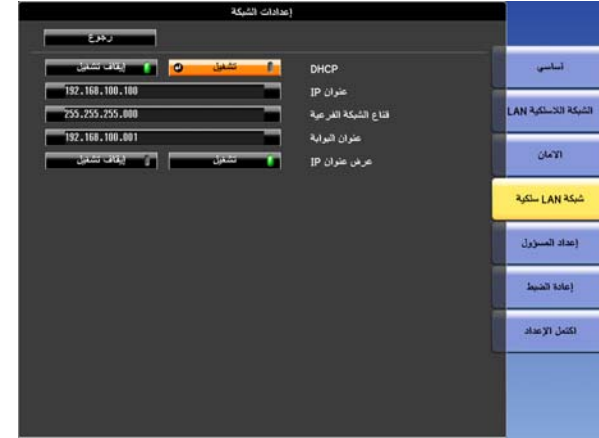 إعدادات الشبكة
رجوع
DHCP تشغيل إيقاف تشغيل
عنوان IP 192.168.100.100
قناع الشبكة الفرعية 255.255.255.000
عنوان البوابة 192.168.100.001
عرض عنوان IP تشغيل إيقاف تشغيل
أساسي
الشبكة اللاسلكية LAN
الأمان
شبكة LAN سلكية
إعداد المسؤول
إعادة الضبط
اكتمل الإعداد